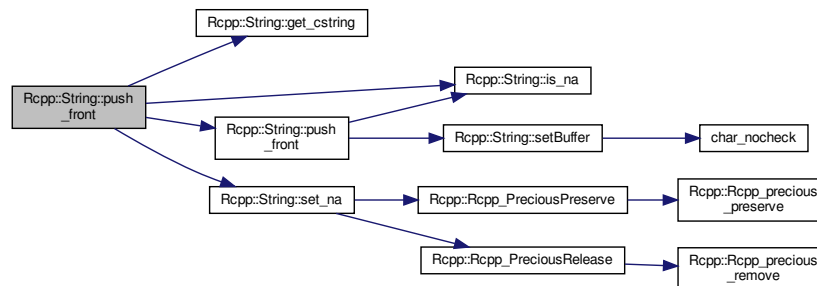 Rcpp::String::get_cstring
Rcpp::String::push
_front
Rcpp::String::is_na
Rcpp::String::push
_front
Rcpp::String::setBuffer
char_nocheck
Rcpp::String::set_na
Rcpp::Rcpp_PreciousPreserve
Rcpp::Rcpp_precious
_preserve
Rcpp::Rcpp_PreciousRelease
Rcpp::Rcpp_precious
_remove